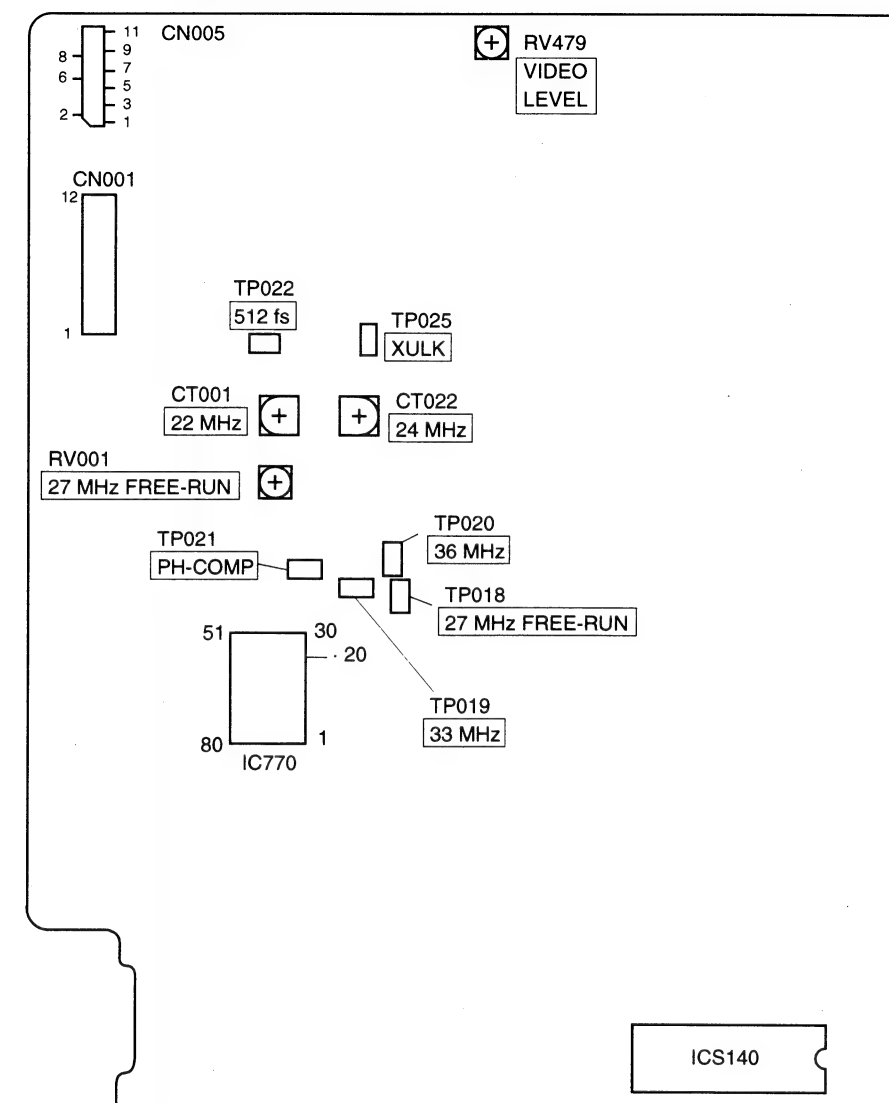 11
CN005
9
8
7
6
5
3
2
1
RV479
VIDEO
LEVEL
CN001
12
1
TP022
512 fs
TP025
XULK
CT001
22 MHz
CT022
24 MHz
RV001
27 MHz FREE-RUN
TP021
PH-COMP
TP020
36 MHz
TP018
27 MHz FREE-RUN
51
30
20
80
1
IC770
TP019
33 MHz
ICS140